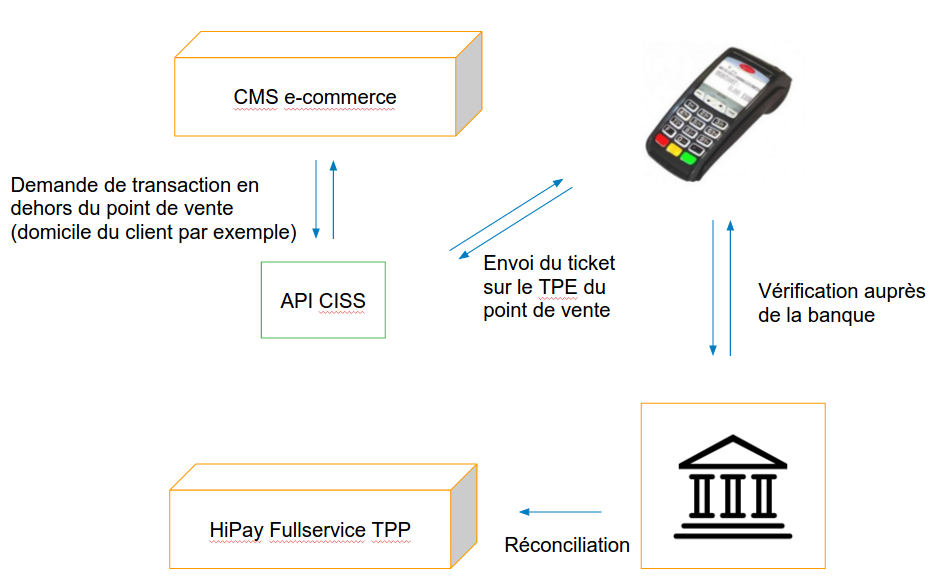 CMS e-commerce
Demande de transaction en
dehors du point de vente
(domicile du client par exemple)
API CISS
Envoi du ticket
sur le TPE du
point de vente
Vérification auprès
de la banque
HiPay Fullservice TPP
Réconciliation